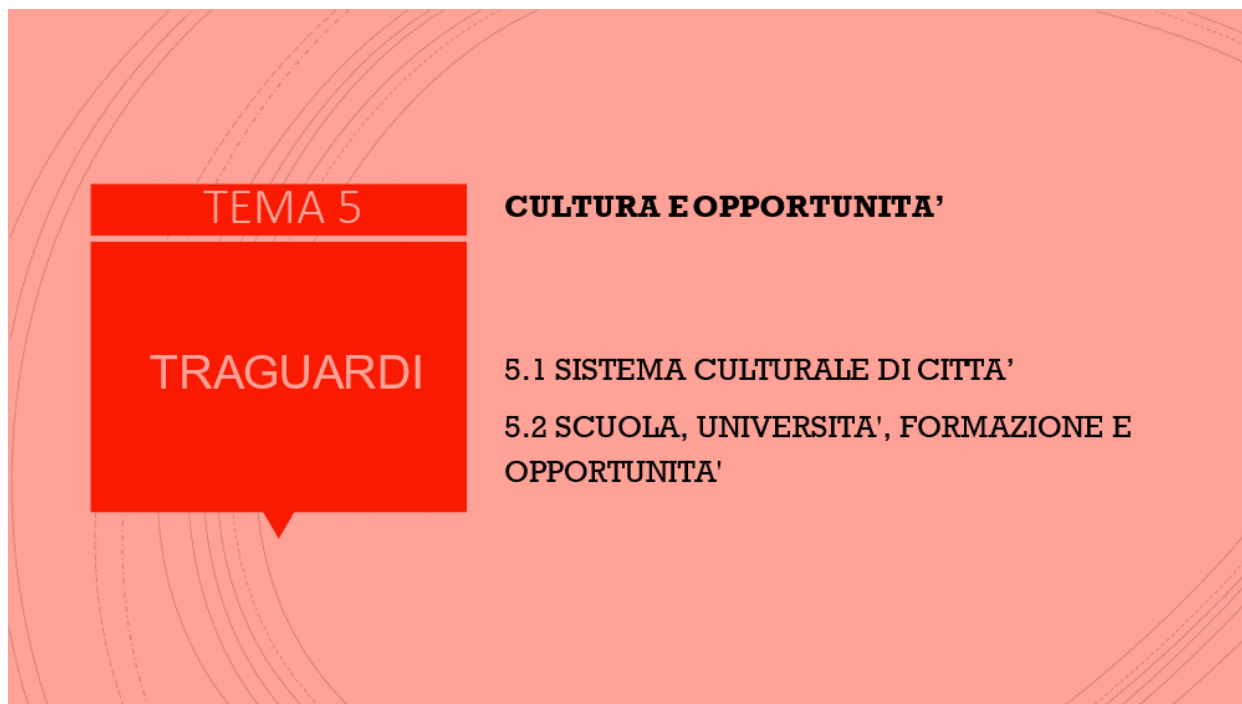 TEMA 5
TRAGUARDI
CULTURA E OPPORTUNITA’
5.1 SISTEMA CULTURALE DI CITTA’
5.2 SCUOLA, UNIVERSITA', FORMAZIONE E
OPPORTUNITA'